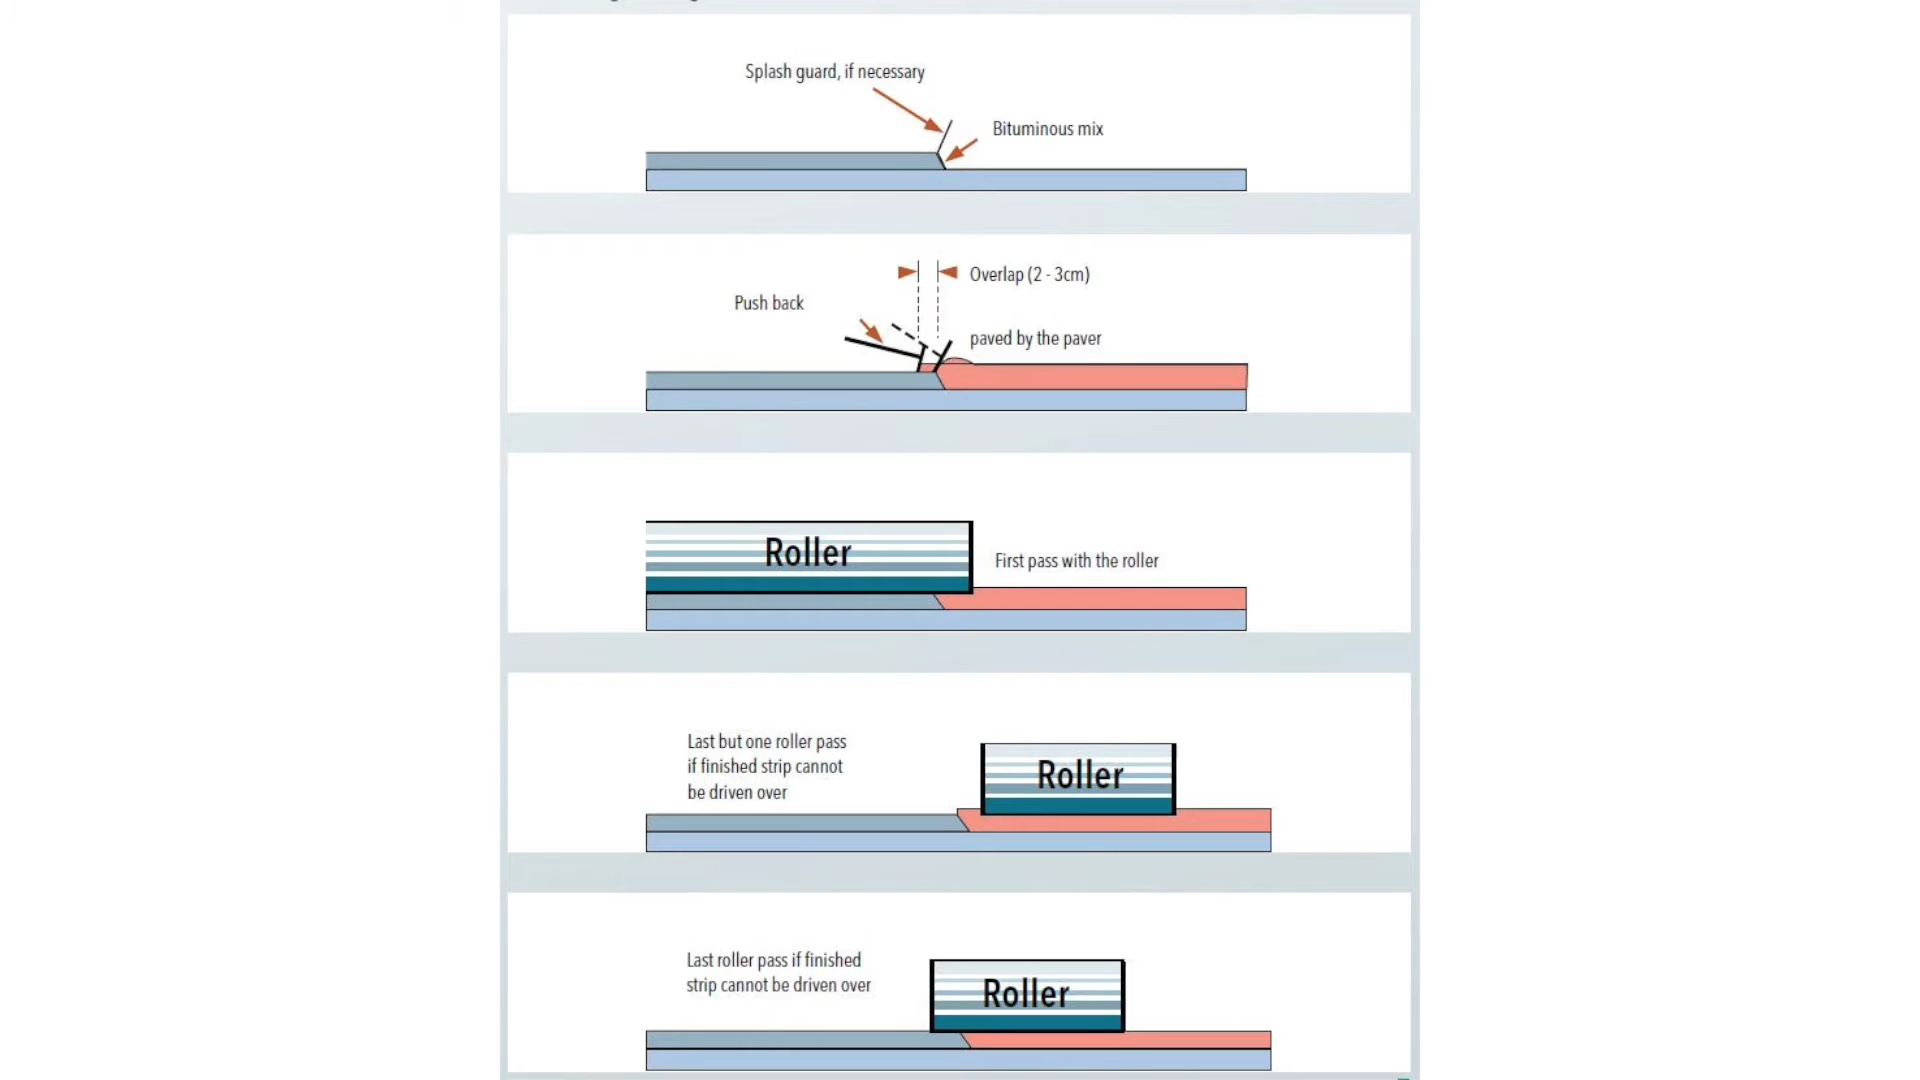 Splash guard, if necessary
Bituminous mix
Overlap (2 - 3cm)
Push back
paved by the paver
Roller
First pass with the roller
Last but one roller pass
if finished strip cannot
be driven over
Roller
Last roller pass if finished
strip cannot be driven over
Roller